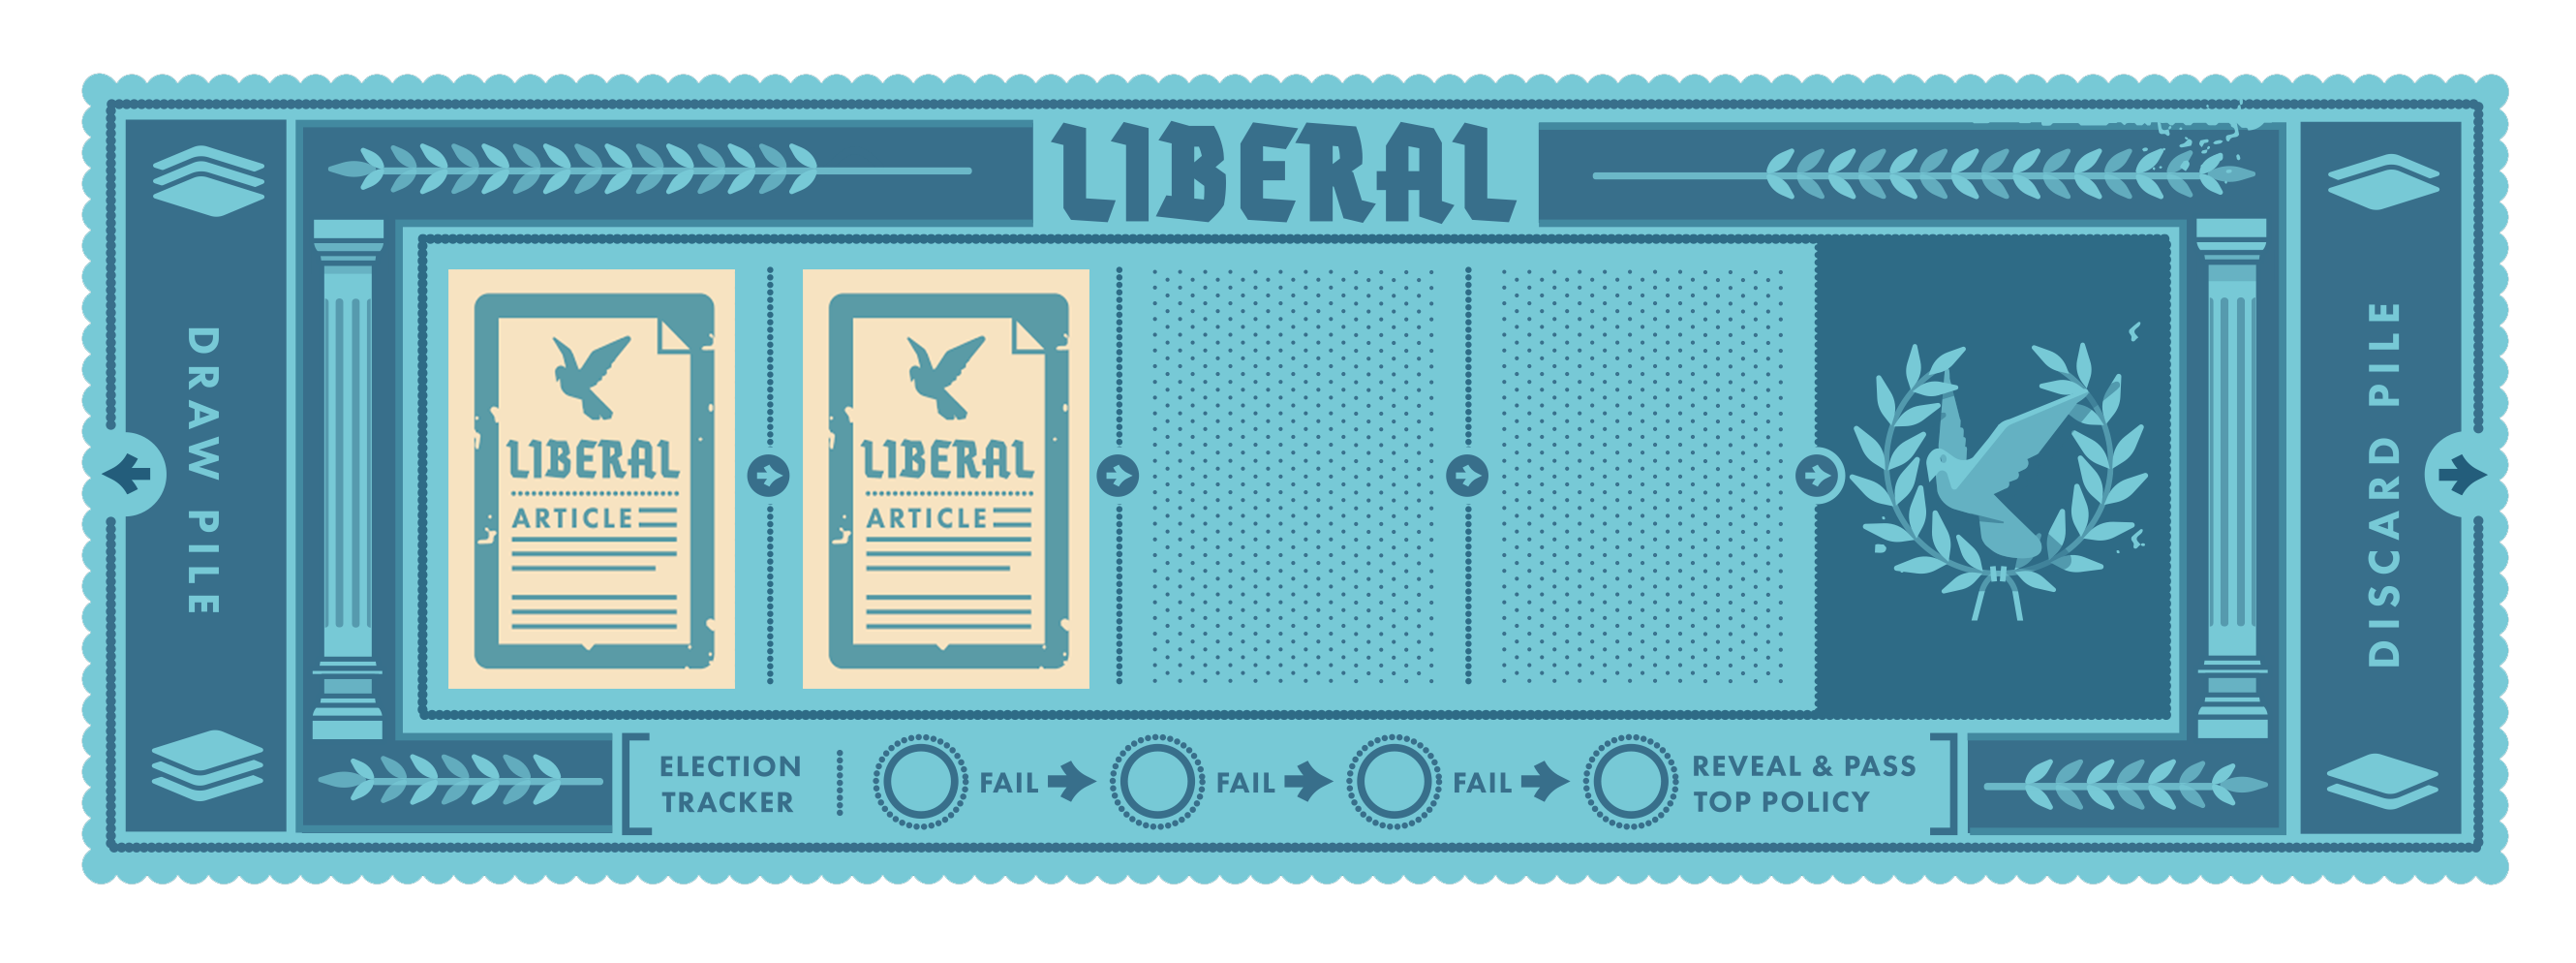 LIBERAL
DRAW PILE
LIBERAL
ARTICLE
LIBERAL
ARTICLE
DISCARD PILE
ELECTION
TRACKER
FAIL
FAIL
FAIL
REVEAL & PASS
TOP POLICY